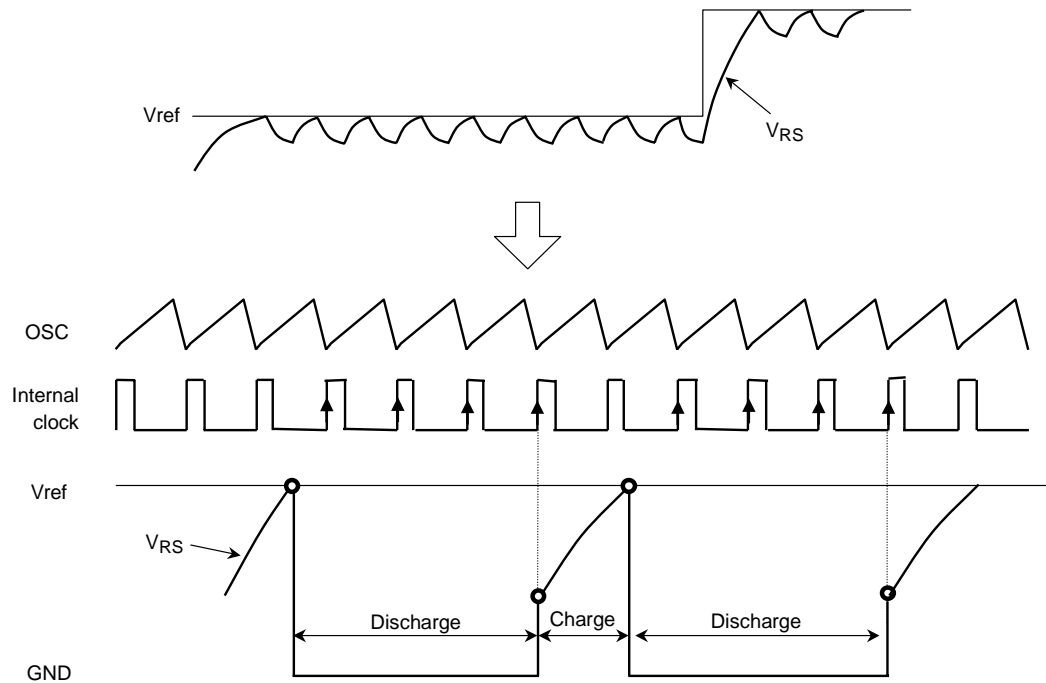 Vref
VRS
OSC
Internal
clock
Vref
VRS
Discharge
Charge
Discharge
GND